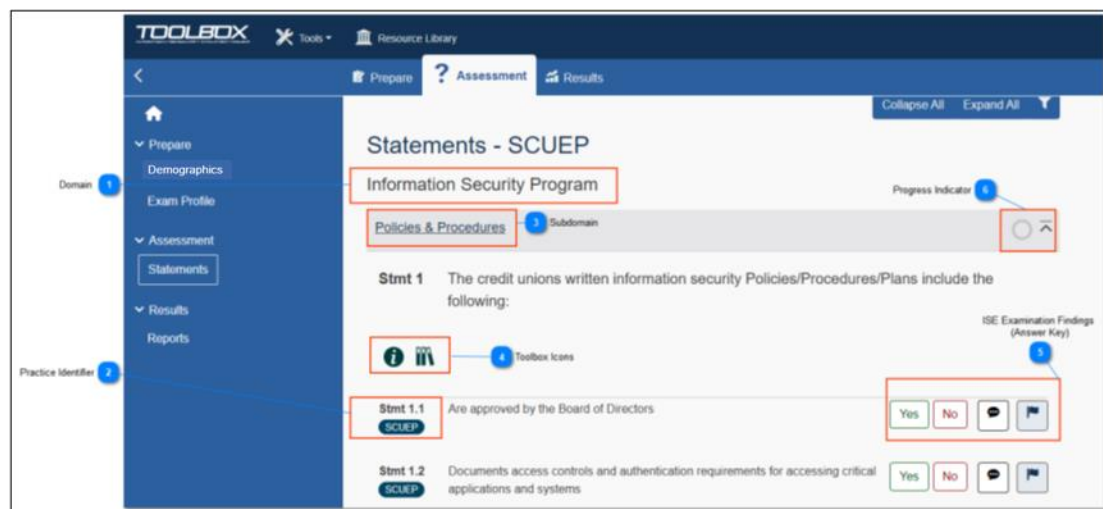 TOOLBOX
Tools
Resource Library
Prepare
? Assessment
Results
Collapse All Expand All
Prepare
Demographics
Exam Profile
Assessment
Statements
Results
Reports
Statements - SCUEP
Domain 1
Information Security Program
Progress Indicator 6
Policies & Procedures
3 Subdomain
Stmt 1 The credit unions written information security Policies/Procedures/Plans include the
following:
ISE Examination Findings
(Answer Key)
5
4 Toolbox Icons
Practice Identifier 2
Stmt 1.1 Are approved by the Board of Directors
SCUEP
Yes No
Stmt 1.2 Documents access controls and authentication requirements for accessing critical
SCUEP applications and systems
Yes No